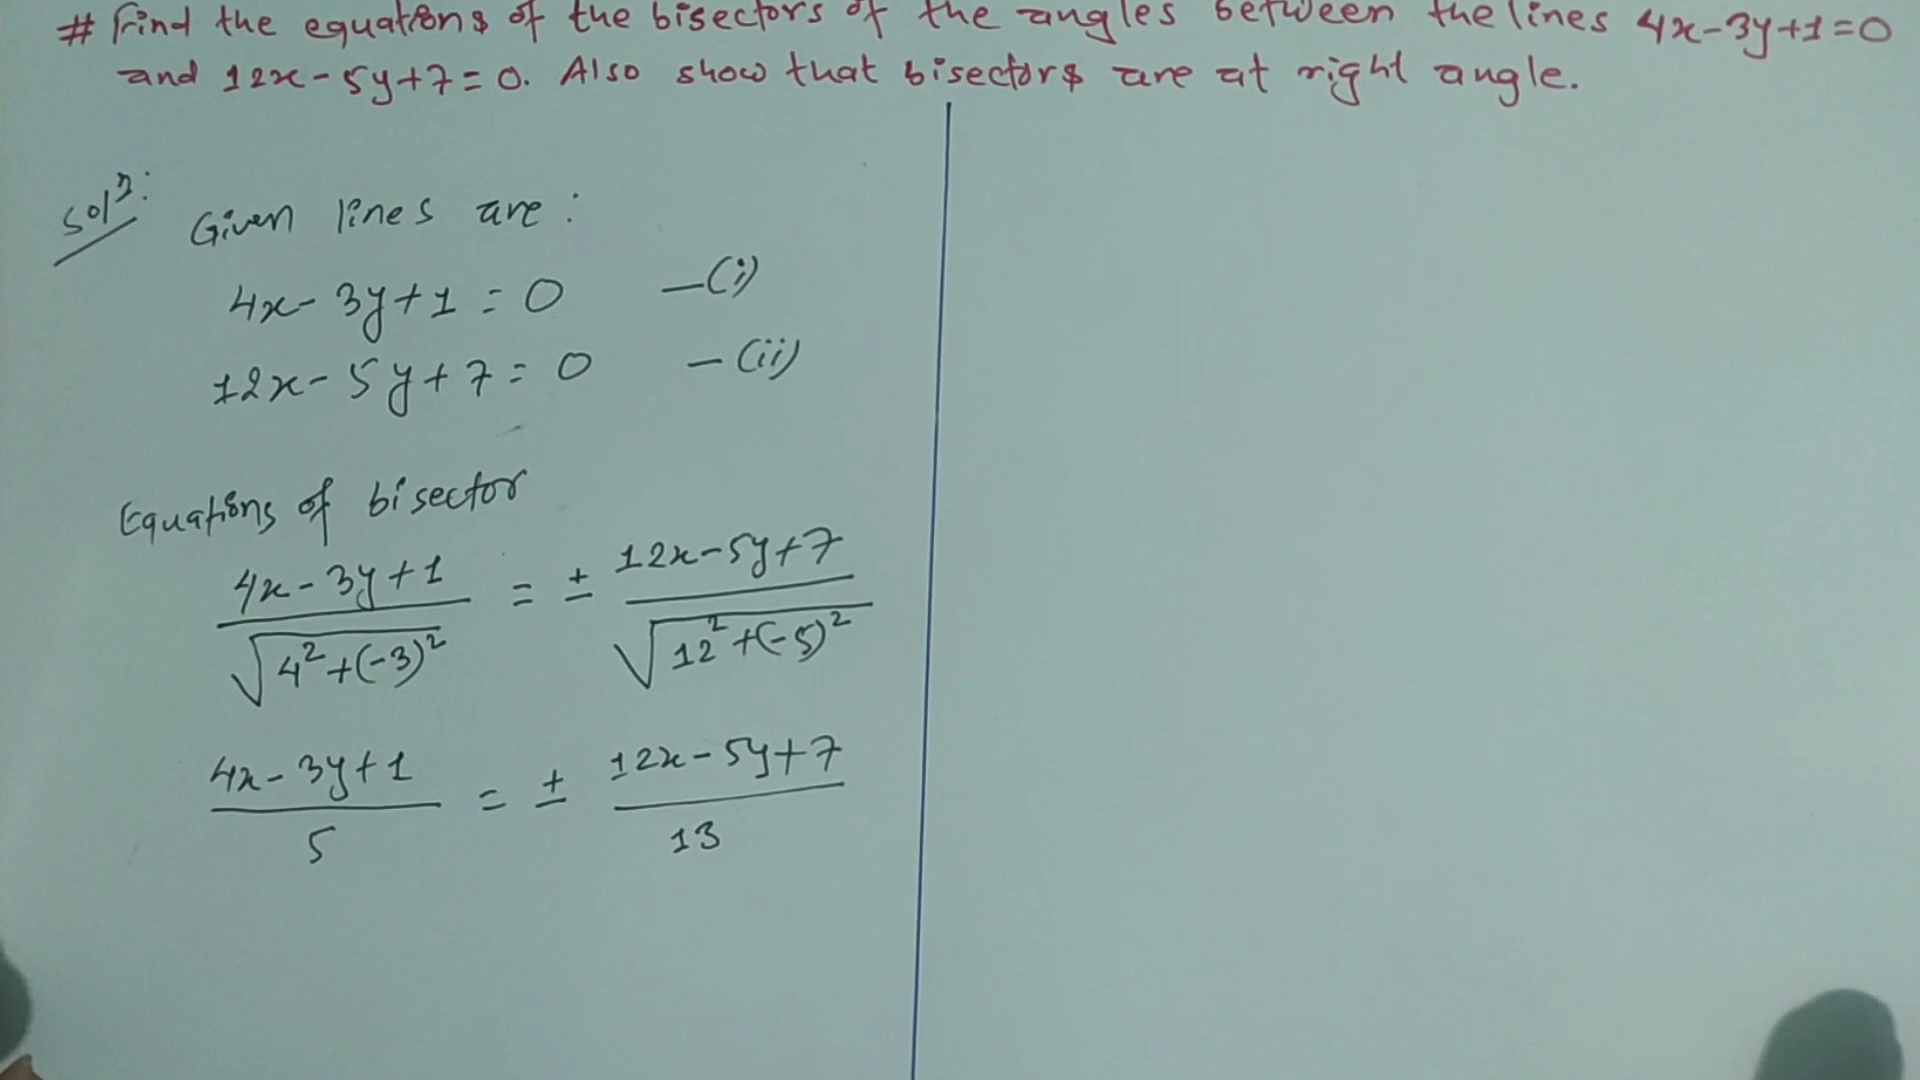 # Find the equations of the bisectors of the angles between the lines 4x-3y+1=0
and 12x-5y+7=0. Also show that bisectors are at right angle.
Solⁿ:
Given lines are :
4x-3y+1=0 —(i)
12x-5y+7=0 —(ii)
Equations of bisector
(4x-3y+1)/√(4²+(-3)²) = ± (12x-5y+7)/√(12²+(-5)²)
(4x-3y+1)/5 = ± (12x-5y+7)/13